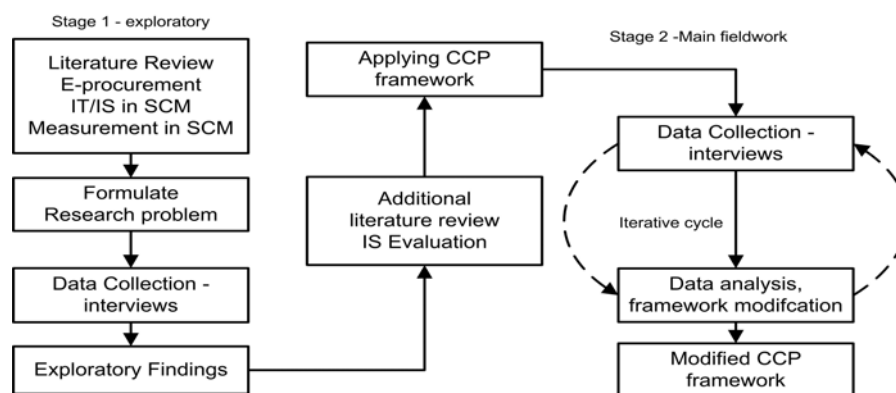 Stage 1 - exploratory
Literature Review
E-procurement
IT/IS in SCM
Measurement in SCM
Formulate
Research problem
Data Collection -
interviews
Exploratory Findings
Applying CCP
framework
Additional
literature review
IS Evaluation
Stage 2 -Main fieldwork
Data Collection -
interviews
Iterative cycle
Data analysis,
framework modifcation
Modified CCP
framework